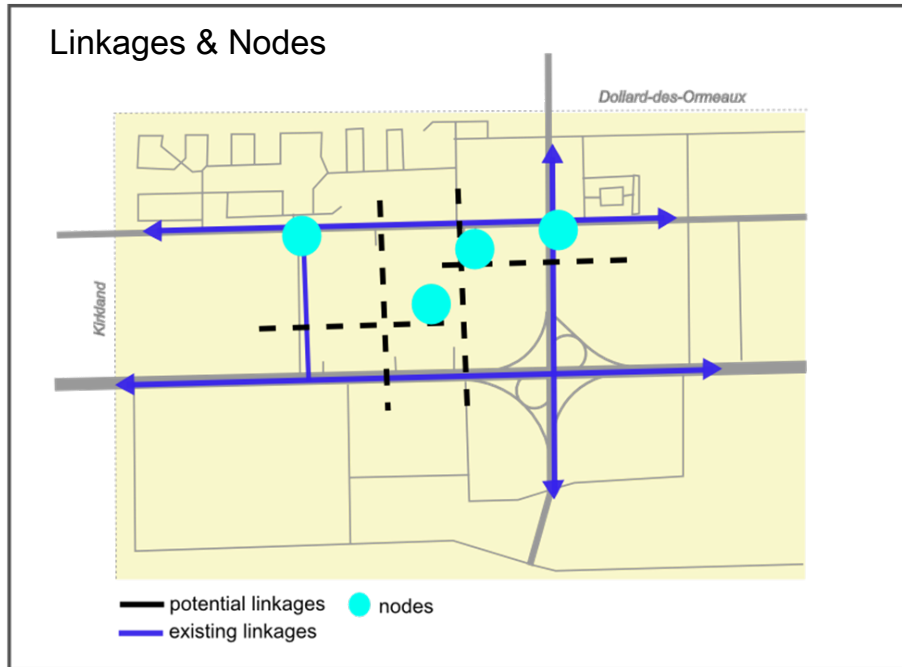 Linkages & Nodes
Dollard-des-Ormeaux
Kirkland
potential linkages
nodes
existing linkages